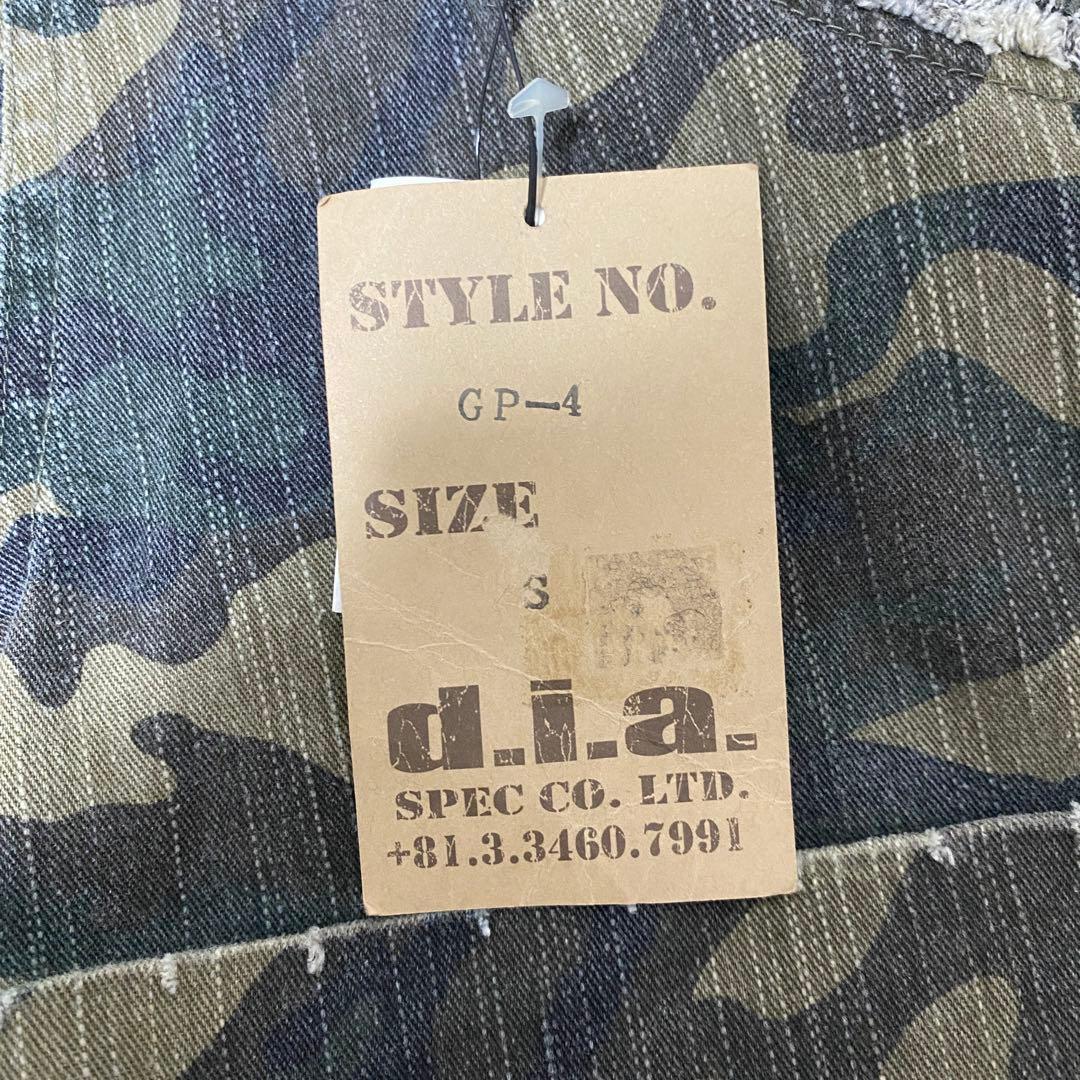 STYLE NO.
GP-4
SIZE
S
d.i.a.
SPEC CO. LTD.
+81.3.3460.7991